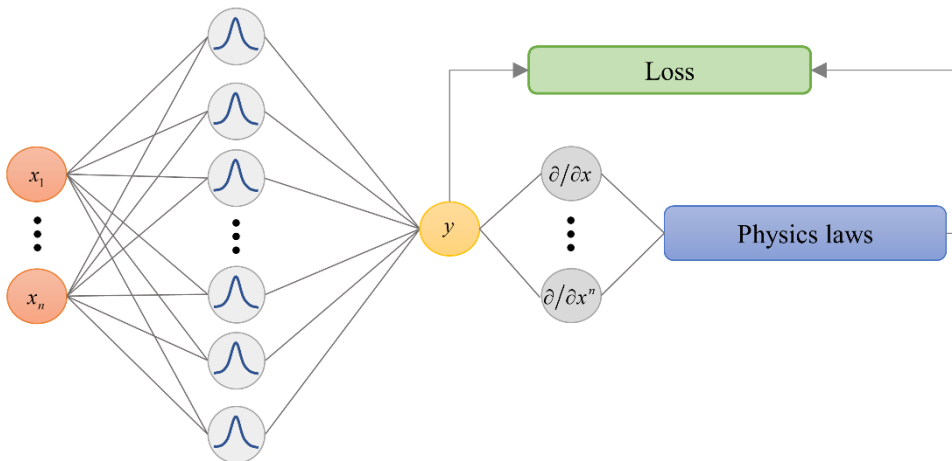 Loss
x₁
∂/∂x
y
Physics laws
xₙ
∂/∂xⁿ